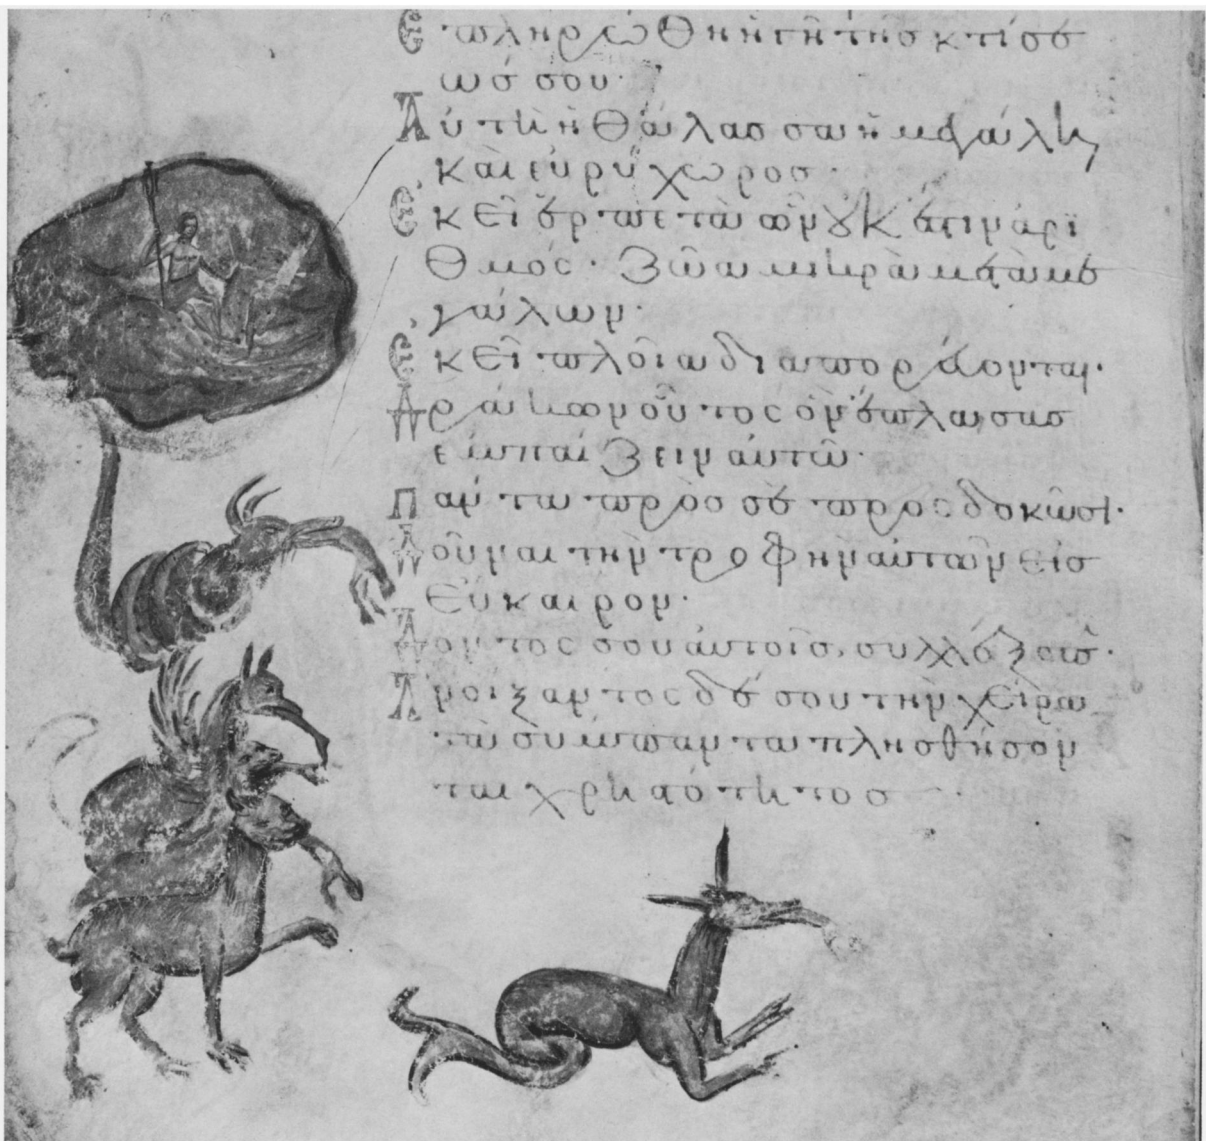 Ἐπληρώθη ἡ γῆ τῆς κτίσε
ώς σου·
Αὕτη ἡ θάλασσα ἡ μεγάλη
καὶ εὐρύχωρος·
Ἐκεῖ ἑρπετὰ ὧν οὐκ ἔστιν ἀρι
θμός· ζῶα μικρὰ μετὰ με
γάλων·
Ἐκεῖ πλοῖα διαπορεύονται·
Δράκων οὗτος ὃν ἔπλασας
ἐμπαίζειν αὐτῶ·
Πάντα πρὸς σὲ προσδοκῶσι·
Δοῦναι τὴν τροφὴν αὐτῶν εἰς
εὔκαιρον·
Δόντος σου αὐτοῖς, συλλέξουσιν·
Ἀνοίξαντος δέ σου τὴν χεῖρα
τὰ σύμπαντα πλησθήσον
ται χρηστότητος